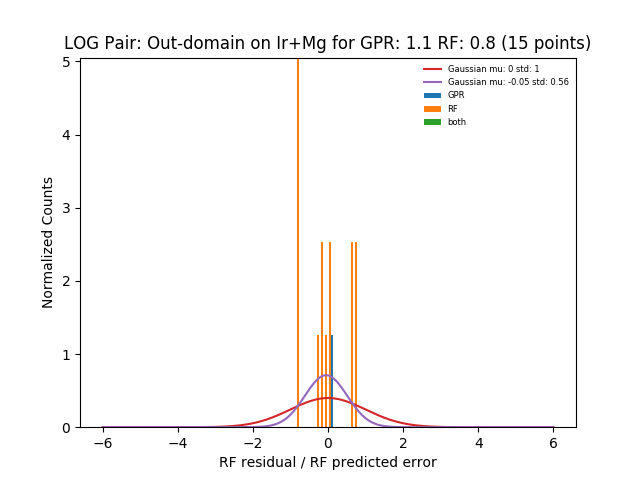 LOG Pair: Out-domain on Ir+Mg for GPR: 1.1 RF: 0.8 (15 points)
Gaussian mu: 0 std: 1
Gaussian mu: -0.05 std: 0.56
GPR
RF
both
Normalized Counts
5
4
3
2
1
0
−6 −4 −2 0 2 4 6
RF residual / RF predicted error